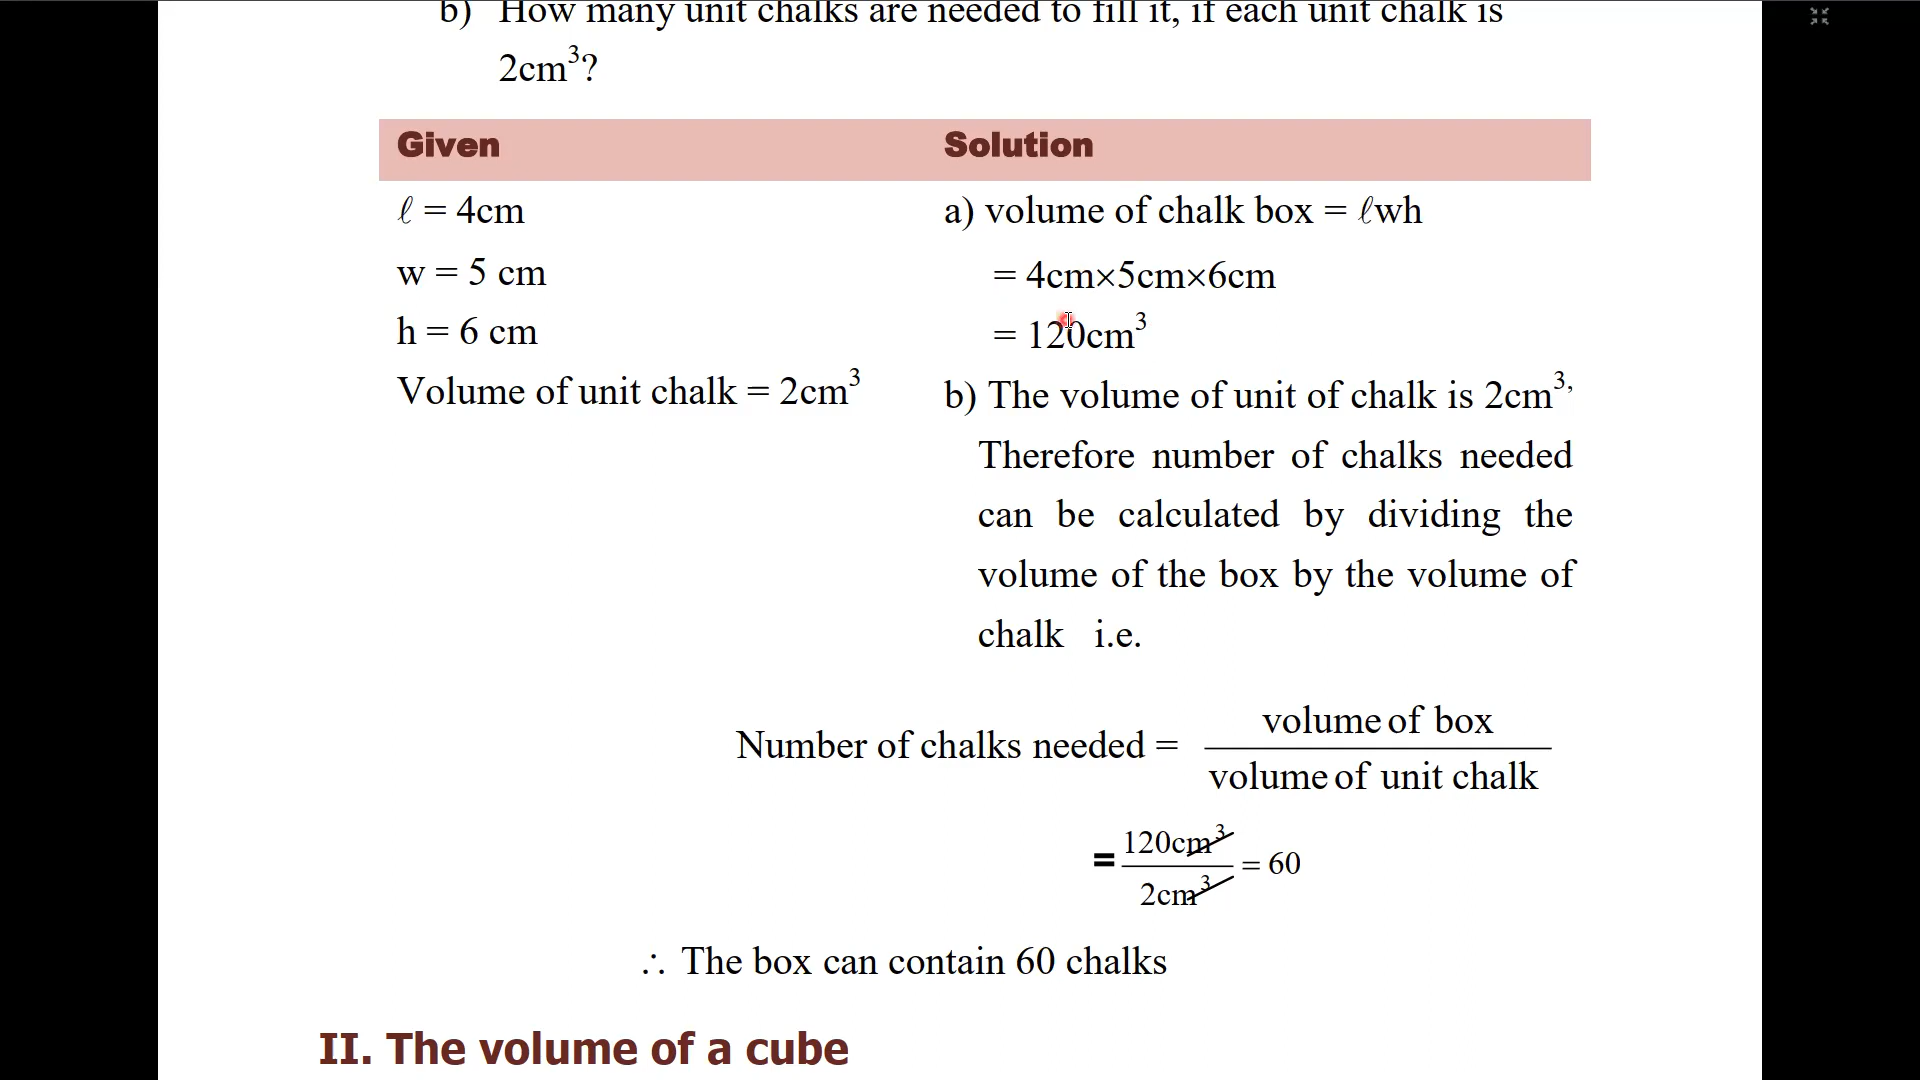 b) How many unit chalks are needed to fill it, if each unit chalk is
2cm³?
Given Solution
ℓ = 4cm a) volume of chalk box = ℓwh
w = 5 cm = 4cm×5cm×6cm
h = 6 cm = 120cm³
Volume of unit chalk = 2cm³ b) The volume of unit of chalk is 2cm³,
Therefore number of chalks needed
can be calculated by dividing the
volume of the box by the volume of
chalk i.e.
Number of chalks needed = volume of box / volume of unit chalk
= 120cm³ / 2cm³ = 60
∴ The box can contain 60 chalks
II. The volume of a cube